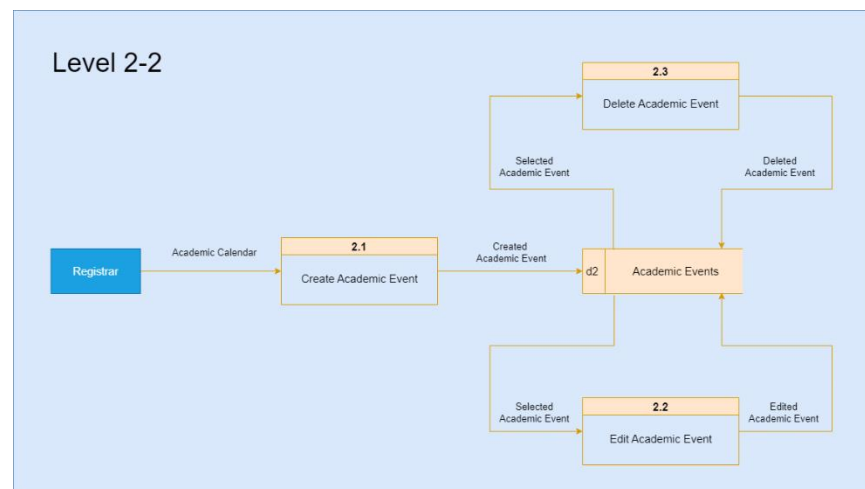 Level 2-2
2.3
Delete Academic Event
Selected
Academic Event
Deleted
Academic Event
Registrar
Academic Calendar
2.1
Create Academic Event
Created
Academic Event
d2
Academic Events
Selected
Academic Event
2.2
Edit Academic Event
Edited
Academic Event